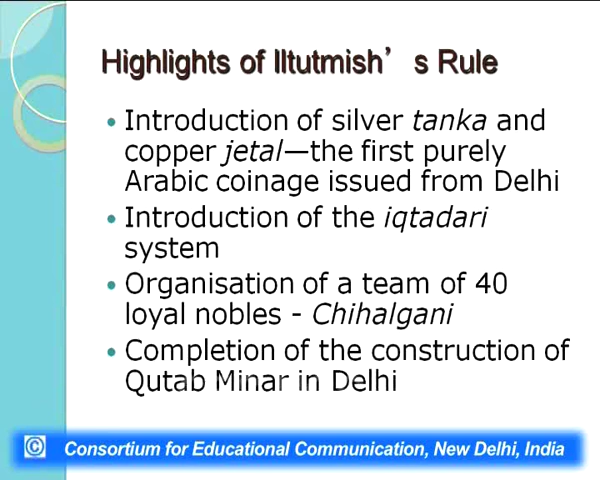 Highlights of Iltutmish’s Rule
• Introduction of silver tanka and
copper jetal—the first purely
Arabic coinage issued from Delhi
• Introduction of the iqtadari
system
• Organisation of a team of 40
loyal nobles - Chihalgani
• Completion of the construction of
Qutab Minar in Delhi
© Consortium for Educational Communication, New Delhi, India